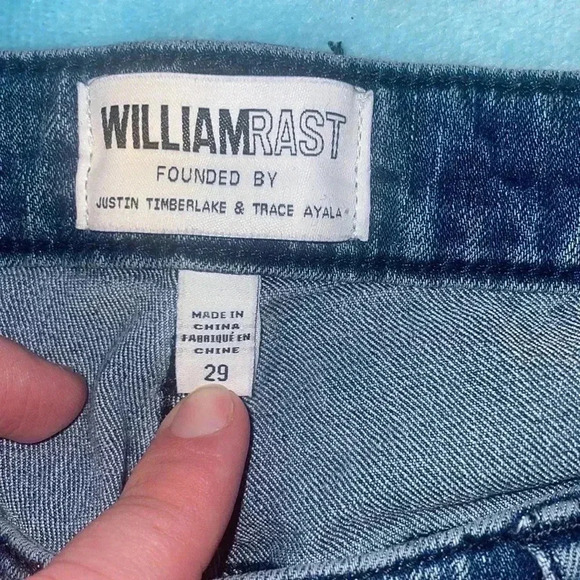 WILLIAMRAST
FOUNDED BY
JUSTIN TIMBERLAKE & TRACE AYALA
MADE IN
CHINA
FABRIQUÉ EN
CHINE
29